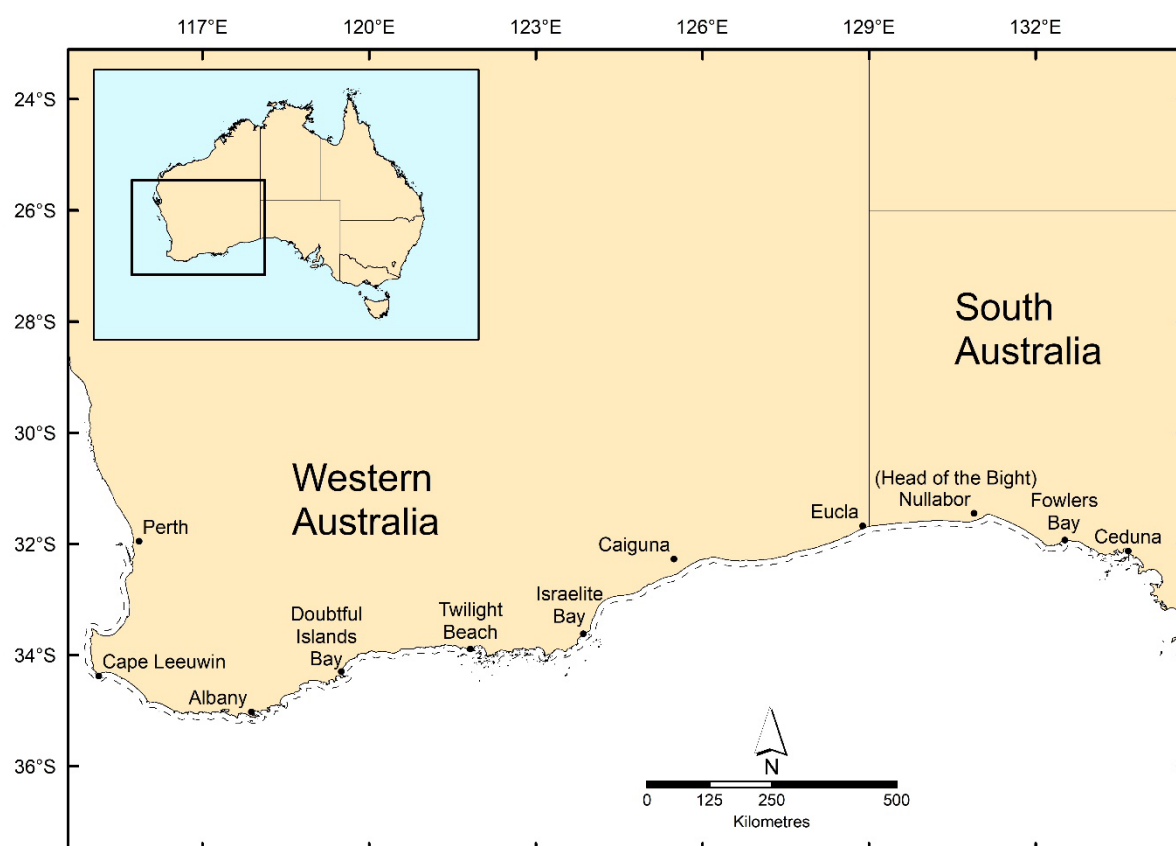 117°E
120°E
123°E
126°E
129°E
132°E
24°S
26°S
28°S
30°S
32°S
34°S
36°S
South
Australia
Western
Australia
(Head of the Bight)
Nullabor
Fowlers
Bay
Eucla
Ceduna
Perth
Caiguna
Israelite
Bay
Twilight
Beach
Doubtful
Islands
Bay
Cape Leeuwin
Albany
N
0
125
250
500
Kilometres